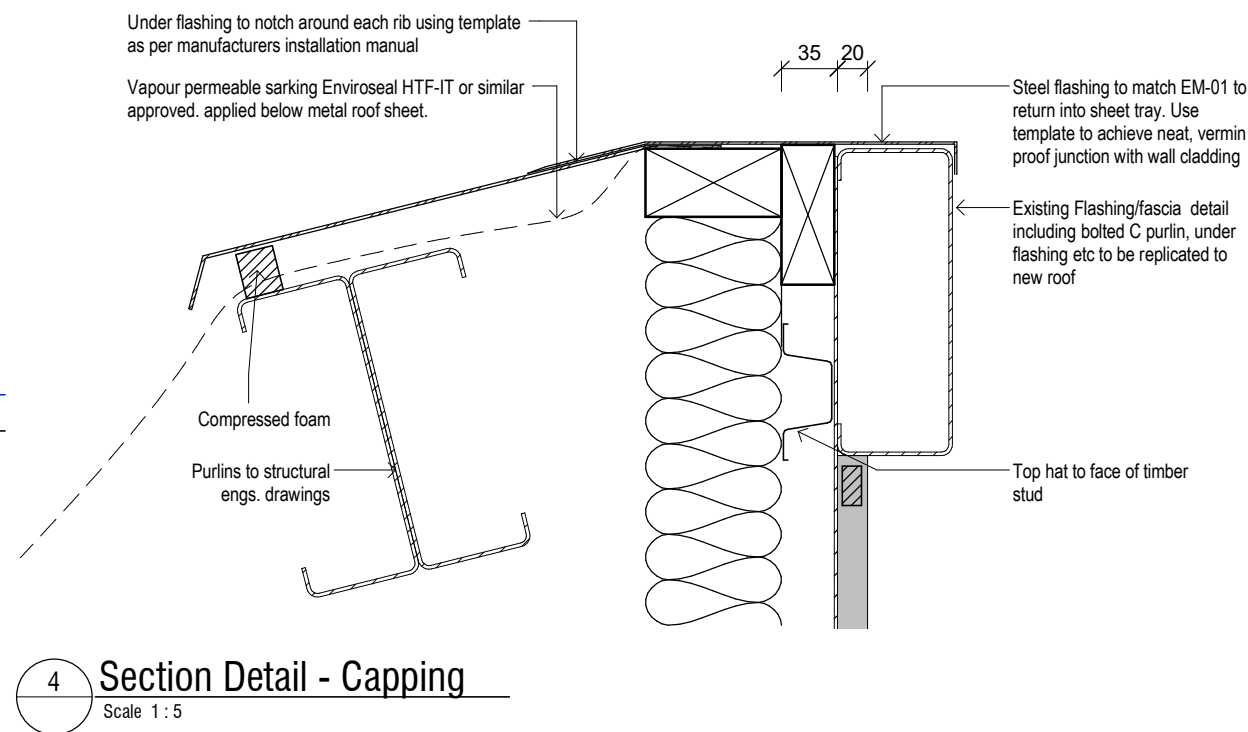 Under flashing to notch around each rib using template
as per manufacturers installation manual
Vapour permeable sarking Enviroseal HTF-IT or similar
approved. applied below metal roof sheet.
35
20
Steel flashing to match EM-01 to
return into sheet tray. Use
template to achieve neat, vermin
proof junction with wall cladding
Existing Flashing/fascia detail
including bolted C purlin, under
flashing etc to be replicated to
new roof
Compressed foam
Purlins to structural
engs. drawings
Top hat to face of timber
stud
4
Section Detail - Capping
Scale 1 : 5